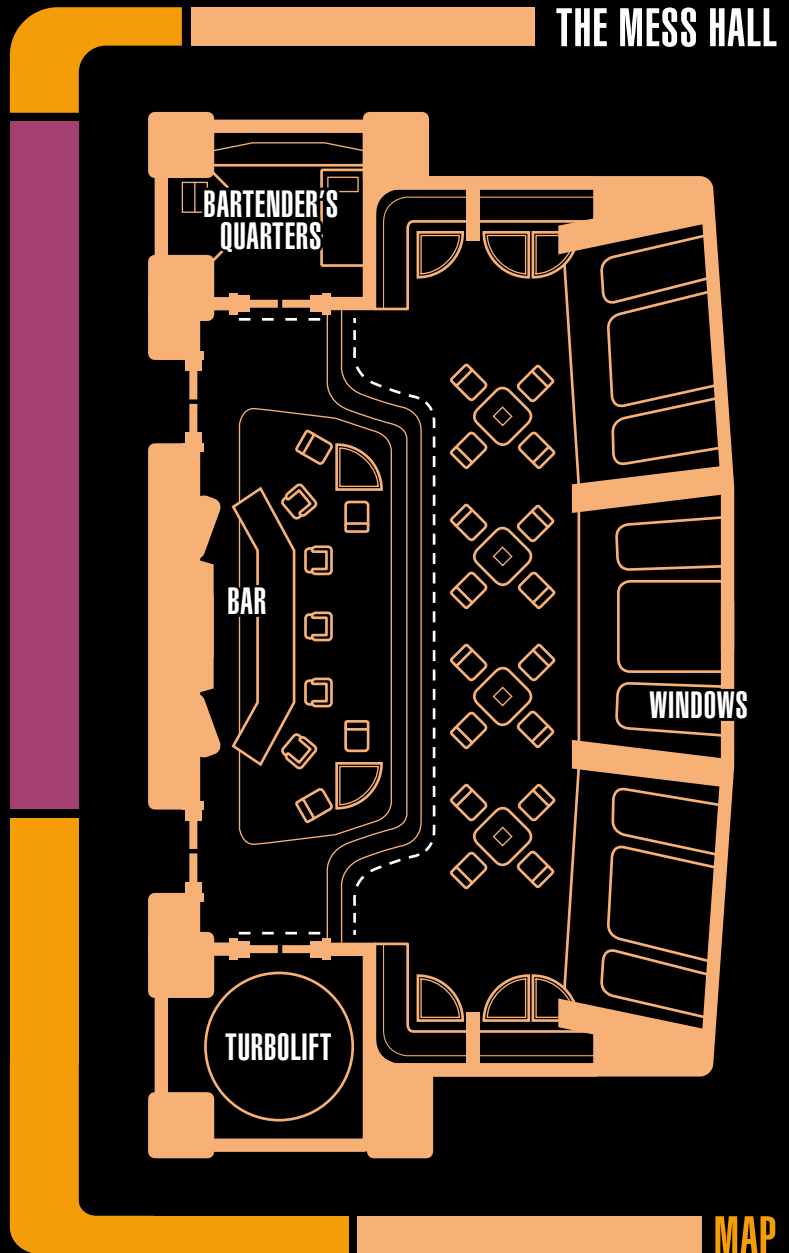 THE MESS HALL
BARTENDER'S
QUARTERS
BAR
WINDOWS
TURBOLIFT
MAP